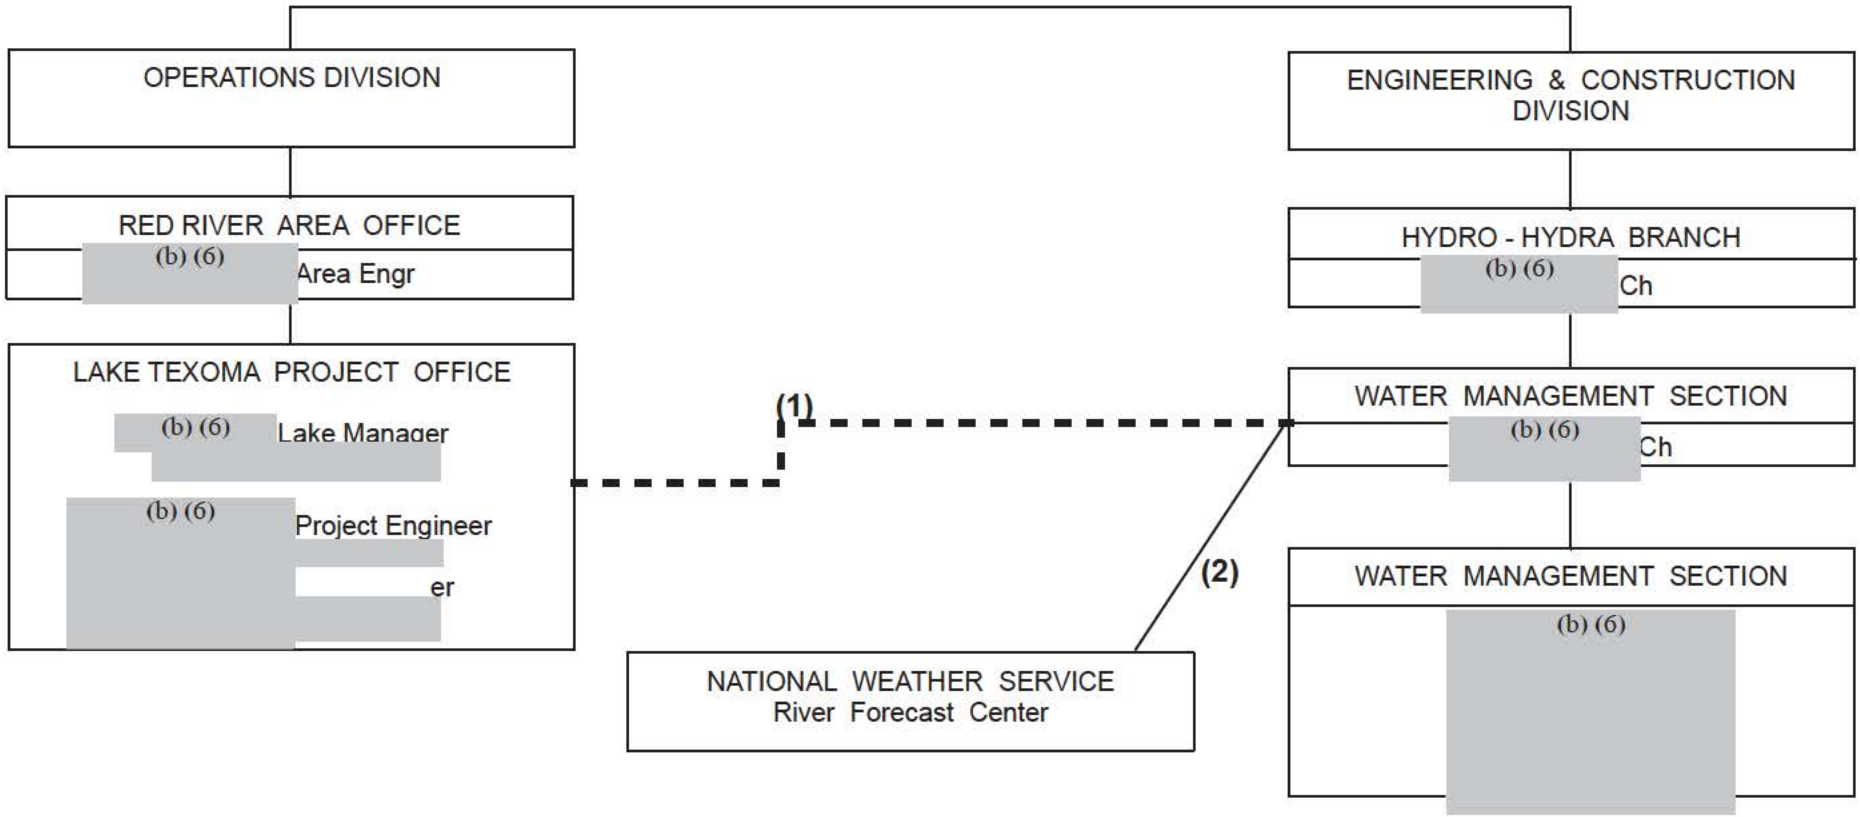 OPERATIONS DIVISION
RED RIVER AREA OFFICE
(b) (6)
Area Engr
LAKE TEXOMA PROJECT OFFICE
(b) (6) Lake Manager
(b) (6)
Project Engineer
er
(1)
(2)
NATIONAL WEATHER SERVICE
River Forecast Center
ENGINEERING & CONSTRUCTION
DIVISION
HYDRO - HYDRA BRANCH
(b) (6)
Ch
WATER MANAGEMENT SECTION
(b) (6)
Ch
WATER MANAGEMENT SECTION
(b) (6)